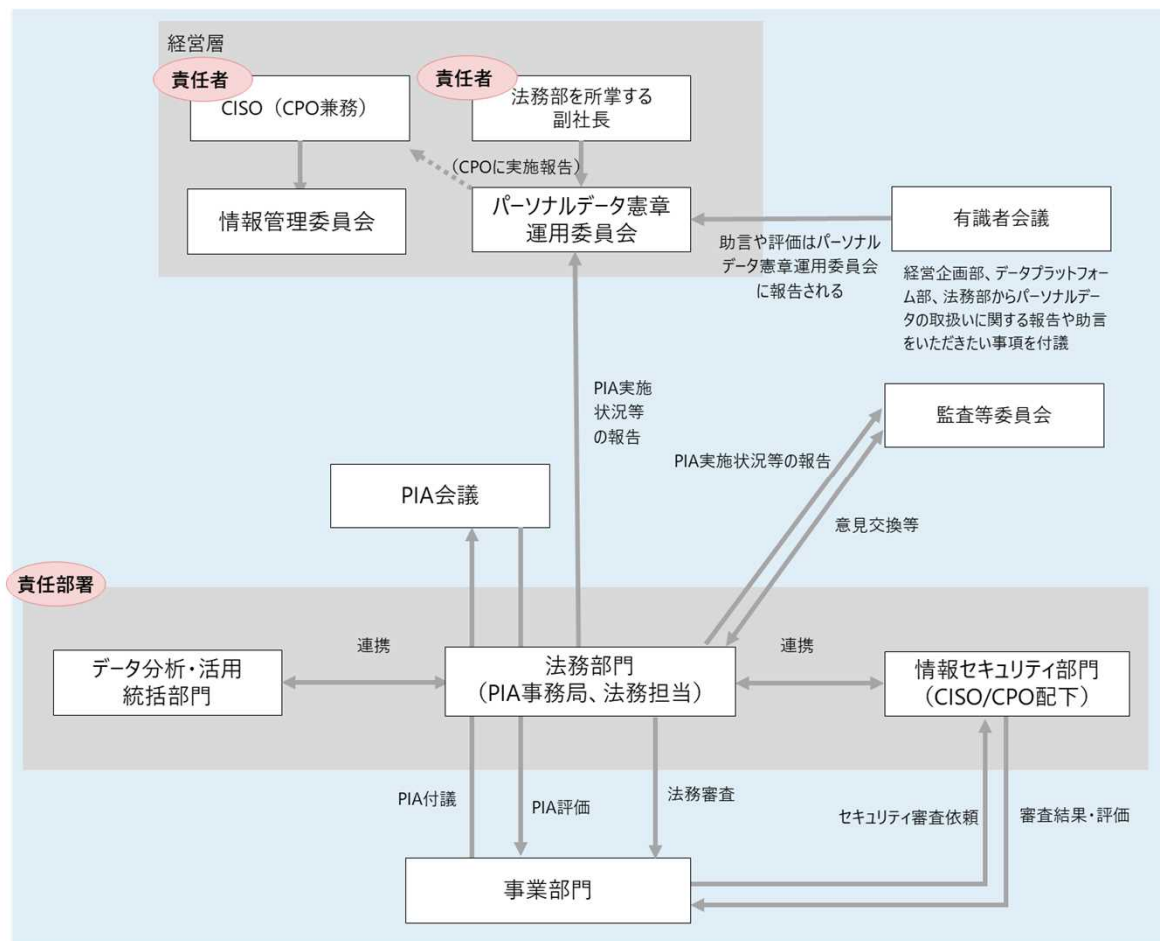 経営層
責任者
CISO（CPO兼務）
責任者
法務部を所掌する
副社長
（CPOに実施報告）
情報管理委員会
パーソナルデータ憲章
運用委員会
有識者会議
助言や評価はパーソナル
データ憲章運用委員会
に報告される
経営企画部、データプラットフォー
ム部、法務部からパーソナルデー
タの取扱いに関する報告や助言
をいただきたい事項を付議
PIA実施
状況等
の報告
監査等委員会
PIA実施状況等の報告
意見交換等
PIA会議
責任部署
データ分析・活用
統括部門
連携
法務部門
（PIA事務局、法務担当）
連携
情報セキュリティ部門
（CISO/CPO配下）
PIA付議
PIA評価
法務審査
セキュリティ審査依頼
審査結果・評価
事業部門